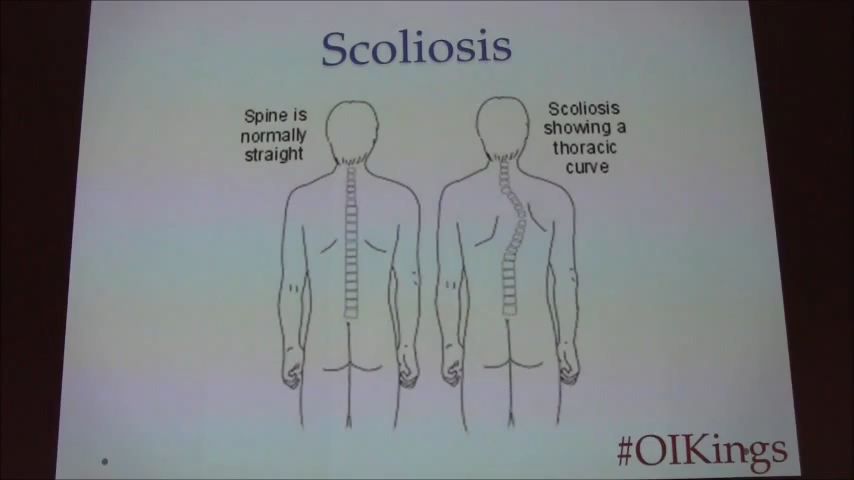 Scoliosis
Spine is
normally
straight
Scoliosis
showing a
thoracic
curve
#OIKings